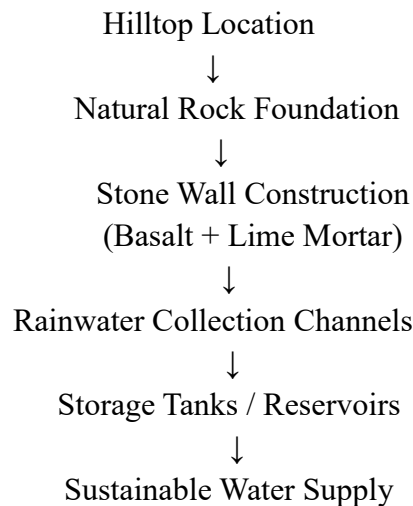 Hilltop Location
↓
Natural Rock Foundation
↓
Stone Wall Construction
(Basalt + Lime Mortar)
↓
Rainwater Collection Channels
↓
Storage Tanks / Reservoirs
↓
Sustainable Water Supply